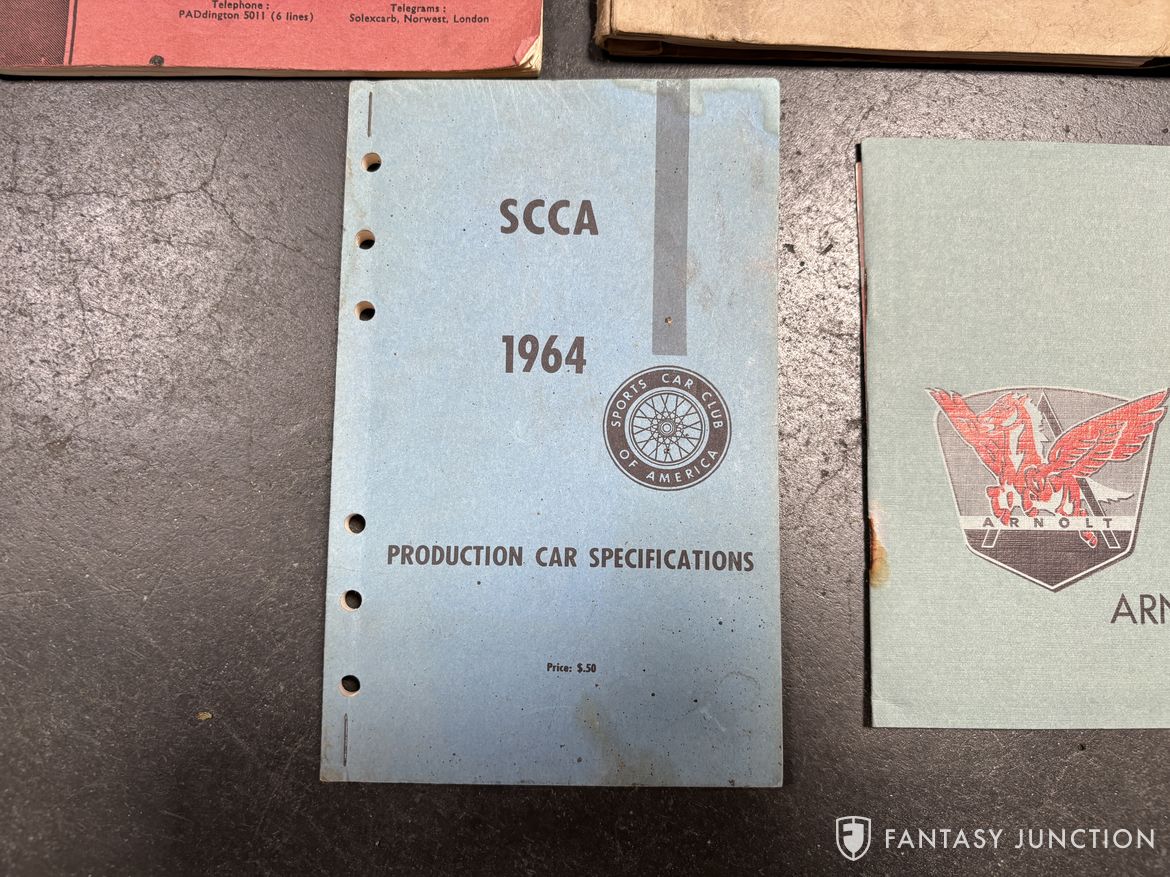 Telephone :
PADdington 5011 (6 lines)
Telegrams :
Solexcarb, Norwest, London
SCCA
1964
SPORTS CAR CLUB
OF AMERICA
PRODUCTION CAR SPECIFICATIONS
Price: $.50
ARNOLT
ARN
FANTASY JUNCTION